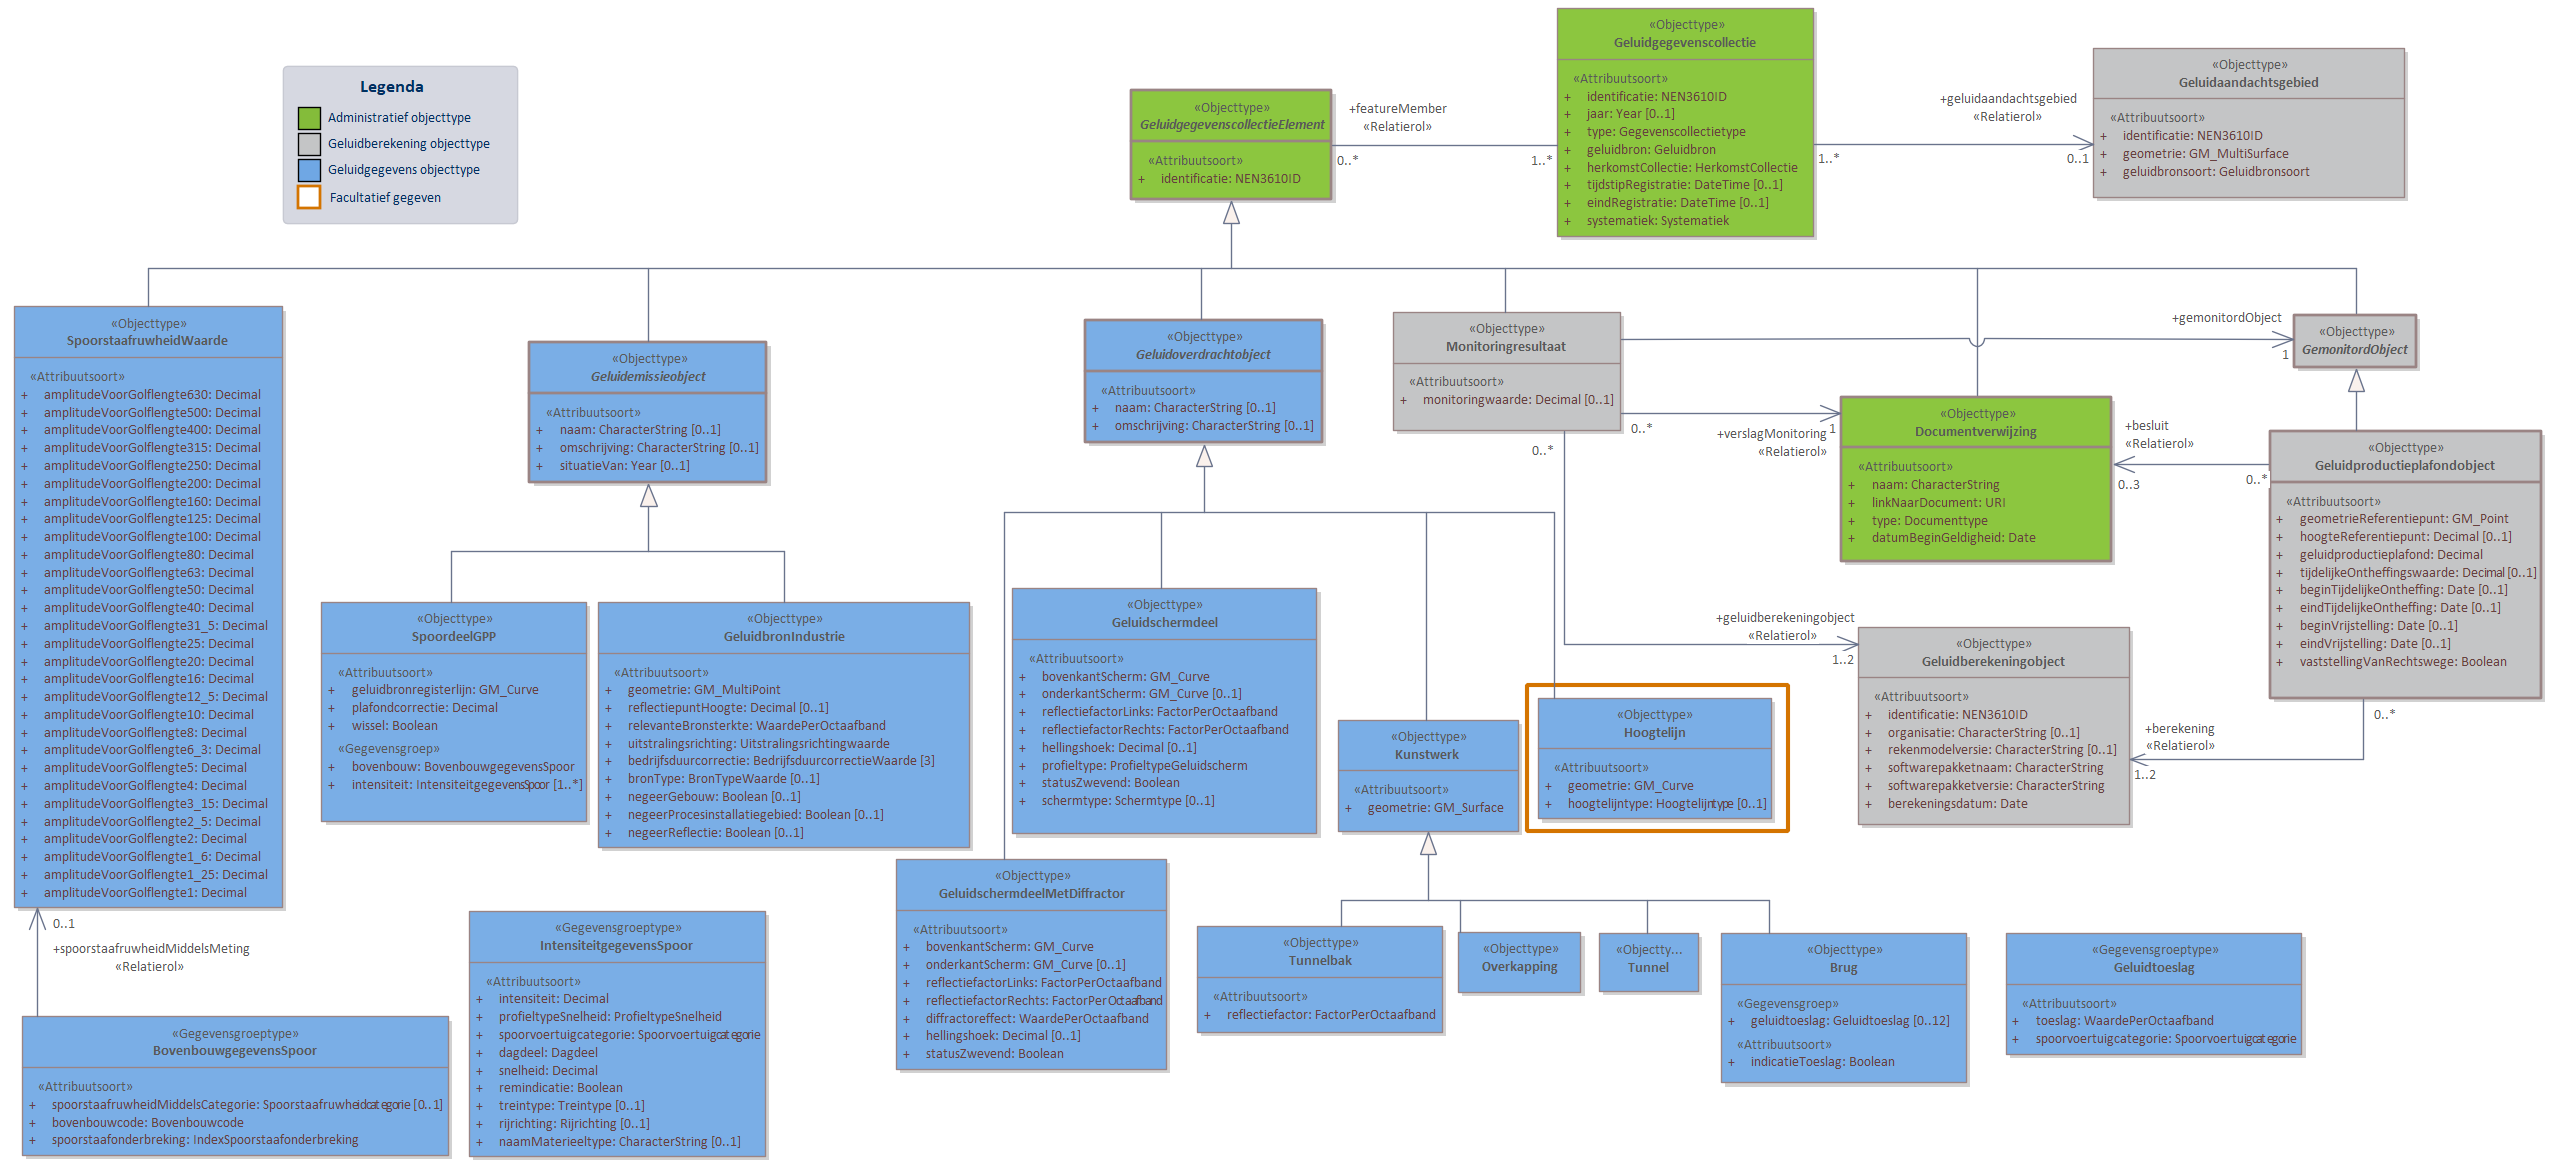 Legenda
Administratief objecttype
Geluidberekening objecttype
Geluidgegevens objecttype
Facultatief gegeven
«Objecttype»
GeluidgegevenscollectieElement
«Attribuutsoort»
+ identificatie: NEN3610ID
+featureMember
«Relatierol»
0..*
1..*
«Objecttype»
Geluidgegevenscollectie
«Attribuutsoort»
+ identificatie: NEN3610ID
+ jaar: Year [0..1]
+ type: Gegevenscollectietype
+ geluidbron: Geluidbron
+ herkomstCollectie: HerkomstCollectie
+ tijdstipRegistratie: DateTime [0..1]
+ eindRegistratie: DateTime [0..1]
+ systematiek: Systematiek
+geluidaandachtsgebied
«Relatierol»
1..*
0..1
«Objecttype»
Geluidaandachtsgebied
«Attribuutsoort»
+ identificatie: NEN3610ID
+ geometrie: GM_MultiSurface
+ geluidbronsoort: Geluidbronsoort
«Objecttype»
SpoorstaafruwheidWaarde
«Attribuutsoort»
+ amplitudeVoorGolflengte630: Decimal
+ amplitudeVoorGolflengte500: Decimal
+ amplitudeVoorGolflengte400: Decimal
+ amplitudeVoorGolflengte315: Decimal
+ amplitudeVoorGolflengte250: Decimal
+ amplitudeVoorGolflengte200: Decimal
+ amplitudeVoorGolflengte160: Decimal
+ amplitudeVoorGolflengte125: Decimal
+ amplitudeVoorGolflengte100: Decimal
+ amplitudeVoorGolflengte80: Decimal
+ amplitudeVoorGolflengte63: Decimal
+ amplitudeVoorGolflengte50: Decimal
+ amplitudeVoorGolflengte40: Decimal
+ amplitudeVoorGolflengte31_5: Decimal
+ amplitudeVoorGolflengte25: Decimal
+ amplitudeVoorGolflengte20: Decimal
+ amplitudeVoorGolflengte16: Decimal
+ amplitudeVoorGolflengte12_5: Decimal
+ amplitudeVoorGolflengte10: Decimal
+ amplitudeVoorGolflengte8: Decimal
+ amplitudeVoorGolflengte6_3: Decimal
+ amplitudeVoorGolflengte5: Decimal
+ amplitudeVoorGolflengte4: Decimal
+ amplitudeVoorGolflengte3_15: Decimal
+ amplitudeVoorGolflengte2_5: Decimal
+ amplitudeVoorGolflengte2: Decimal
+ amplitudeVoorGolflengte1_6: Decimal
+ amplitudeVoorGolflengte1_25: Decimal
+ amplitudeVoorGolflengte1: Decimal
0..1
+spoorstaafruwheidMiddelsMeting
«Relatierol»
«Gegevensgroeptype»
BovenbouwgegevensSpoor
«Attribuutsoort»
+ spoorstaafruwheidMiddelsCategorie: Spoorstaafruwheidcategorie [0..1]
+ bovenbouwcode: Bovenbouwcode
+ spoorstaafonderbreking: IndexSpoorstaafonderbreking
«Objecttype»
Geluidemissieobject
«Attribuutsoort»
+ naam: CharacterString [0..1]
+ omschrijving: CharacterString [0..1]
+ situatieVan: Year [0..1]
«Objecttype»
SpoordeelGPP
«Attribuutsoort»
+ geluidbronregisterlijn: GM_Curve
+ plafondcorrectie: Decimal
+ wissel: Boolean
«Gegevensgroep»
+ bovenbouw: BovenbouwgegevensSpoor
+ intensiteit: IntensiteitgegevensSpoor [1..*]
«Objecttype»
GeluidbronIndustrie
«Attribuutsoort»
+ geometrie: GM_MultiPoint
+ reflectiepuntHoogte: Decimal [0..1]
+ relevanteBronsterkte: WaardePerOctaafband
+ uitstralingsrichting: Uitstralingsrichtingwaarde
+ bedrijfsduurcorrectie: BedrijfsduurcorrectieWaarde [3]
+ bronType: BronTypeWaarde [0..1]
+ negeerGebouw: Boolean [0..1]
+ negeerProcesinstallatiegebied: Boolean [0..1]
+ negeerReflectie: Boolean [0..1]
«Gegevensgroeptype»
IntensiteitgegevensSpoor
«Attribuutsoort»
+ intensiteit: Decimal
+ profieltypeSnelheid: ProfieltypeSnelheid
+ spoorvoertuigcategorie: Spoorvoertuigcategorie
+ dagdeel: Dagdeel
+ snelheid: Decimal
+ remindicatie: Boolean
+ treintype: Treintype [0..1]
+ rijrichting: Rijrichting [0..1]
+ naamMaterieeltype: CharacterString [0..1]
«Objecttype»
Geluidoverdrachtobject
«Attribuutsoort»
+ naam: CharacterString [0..1]
+ omschrijving: CharacterString [0..1]
«Objecttype»
Geluidschermdeel
«Attribuutsoort»
+ bovenkantScherm: GM_Curve
+ onderkantScherm: GM_Curve [0..1]
+ reflectiefactorLinks: FactorPerOctaafband
+ reflectiefactorRechts: FactorPerOctaafband
+ hellingshoek: Decimal [0..1]
+ profieltype: ProfieltypeGeluidscherm
+ statusZwevend: Boolean
+ schermtype: Schermtype [0..1]
«Objecttype»
GeluidschermdeelMetDiffractor
«Attribuutsoort»
+ bovenkantScherm: GM_Curve
+ onderkantScherm: GM_Curve [0..1]
+ reflectiefactorLinks: FactorPerOctaafband
+ reflectiefactorRechts: FactorPerOctaafband
+ diffractoreffect: WaardePerOctaafband
+ hellingshoek: Decimal [0..1]
+ statusZwevend: Boolean
«Objecttype»
Kunstwerk
«Attribuutsoort»
+ geometrie: GM_Surface
«Objecttype»
Hoogtelijn
«Attribuutsoort»
+ geometrie: GM_Curve
+ hoogtelijntype: Hoogtelijntype [0..1]
«Objecttype»
Tunnelbak
«Attribuutsoort»
+ reflectiefactor: FactorPerOctaafband
«Objecttype»
Overkapping
«Objectty...
Tunnel
«Objecttype»
Brug
«Gegevensgroep»
+ geluidtoeslag: Geluidtoeslag [0..12]
«Attribuutsoort»
+ indicatieToeslag: Boolean
«Gegevensgroeptype»
Geluidtoeslag
«Attribuutsoort»
+ toeslag: WaardePerOctaafband
+ spoorvoertuigcategorie: Spoorvoertuigcategorie
«Objecttype»
Monitoringresultaat
«Attribuutsoort»
+ monitoringwaarde: Decimal [0..1]
+gemonitordObject
1
«Objecttype»
GemonitordObject
0..*
+verslagMonitoring
«Relatierol»
1
0..*
«Objecttype»
Documentverwijzing
«Attribuutsoort»
+ naam: CharacterString
+ linkNaarDocument: URI
+ type: Documenttype
+ datumBeginGeldigheid: Date
+besluit
«Relatierol»
0..3
0..*
«Objecttype»
Geluidproductieplafondobject
«Attribuutsoort»
+ geometrieReferentiepunt: GM_Point
+ hoogteReferentiepunt: Decimal [0..1]
+ geluidproductieplafond: Decimal
+ tijdelijkeOntheffingswaarde: Decimal [0..1]
+ beginTijdelijkeOntheffing: Date [0..1]
+ eindTijdelijkeOntheffing: Date [0..1]
+ beginVrijstelling: Date [0..1]
+ eindVrijstelling: Date [0..1]
+ vaststellingVanRechtswege: Boolean
+geluidberekeningobject
«Relatierol»
1..2
«Objecttype»
Geluidberekeningobject
«Attribuutsoort»
+ identificatie: NEN3610ID
+ organisatie: CharacterString [0..1]
+ rekenmodelversie: CharacterString [0..1]
+ softwarepakketnaam: CharacterString
+ softwarepakketversie: CharacterString
+ berekeningsdatum: Date
0..*
+berekening
«Relatierol»
1..2